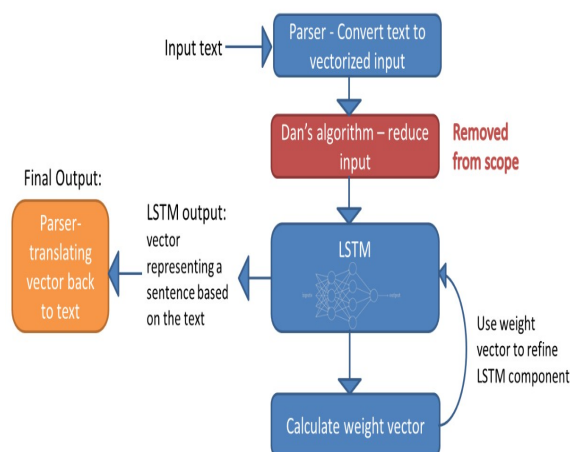 Input text
Parser - Convert text to
vectorized input
Dan's algorithm – reduce
input
Removed
from scope
Final Output:
Parser-
translating
vector back
to text
LSTM output:
vector
representing a
sentence based
on the text
LSTM
Use weight
vector to refine
LSTM component
Calculate weight vector